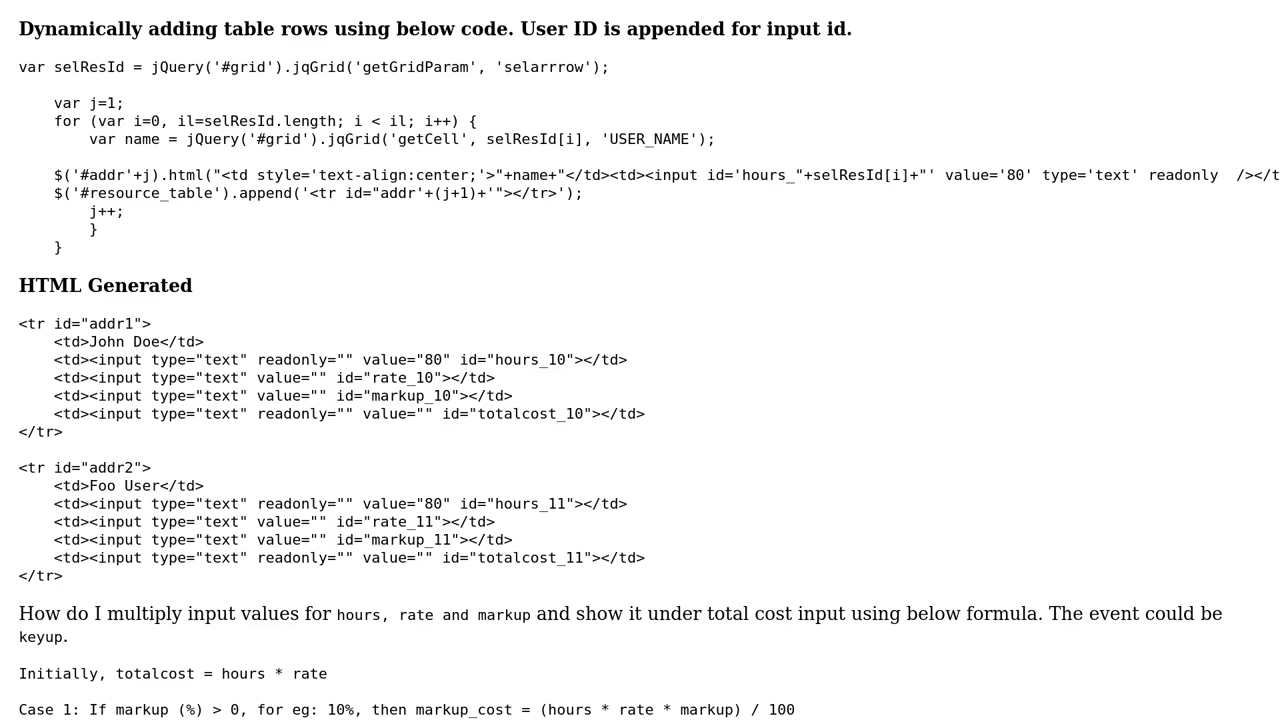 Dynamically adding table rows using below code. User ID is appended for input id.
var selResId = jQuery('#grid').jqGrid('getGridParam', 'selarrrow');
    var j=1;
    for (var i=0, il=selResId.length; i < il; i++) {
        var name = jQuery('#grid').jqGrid('getCell', selResId[i], 'USER_NAME');
    $('#addr'+j).html("<td style='text-align:center;'>"+name+"</td><td><input id='hours_"+selResId[i]+"' value='80' type='text' readonly  /></t
    $('#resource_table').append('<tr id="addr'+(j+1)+'"></tr>');
        j++;
        }
    }
HTML Generated
<tr id="addr1">
    <td>John Doe</td>
    <td><input type="text" readonly="" value="80" id="hours_10"></td>
    <td><input type="text" value="" id="rate_10"></td>
    <td><input type="text" value="" id="markup_10"></td>
    <td><input type="text" readonly="" value="" id="totalcost_10"></td>
</tr>
<tr id="addr2">
    <td>Foo User</td>
    <td><input type="text" readonly="" value="80" id="hours_11"></td>
    <td><input type="text" value="" id="rate_11"></td>
    <td><input type="text" value="" id="markup_11"></td>
    <td><input type="text" readonly="" value="" id="totalcost_11"></td>
</tr>
How do I multiply input values for hours, rate and markup and show it under total cost input using below formula. The event could be
keyup.
Initially, totalcost = hours * rate
Case 1: If markup (%) > 0, for eg: 10%, then markup_cost = (hours * rate * markup) / 100